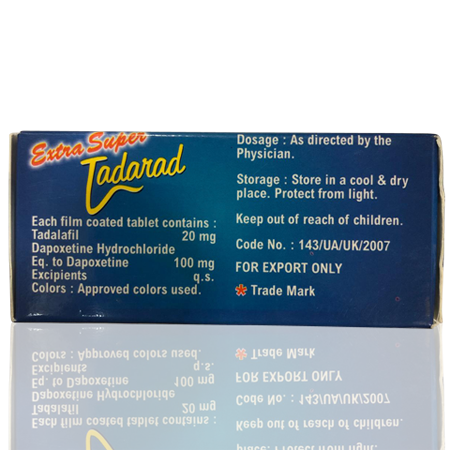 Extra Super
Tadarad
Each film coated tablet contains :
Tadalafil 20 mg
Dapoxetine Hydrochloride
Eq. to Dapoxetine 100 mg
Excipients q.s.
Colors : Approved colors used.
Dosage : As directed by the
Physician.
Storage : Store in a cool & dry
place. Protect from light.
Keep out of reach of children.
Code No. : 143/UA/UK/2007
FOR EXPORT ONLY
* Trade Mark